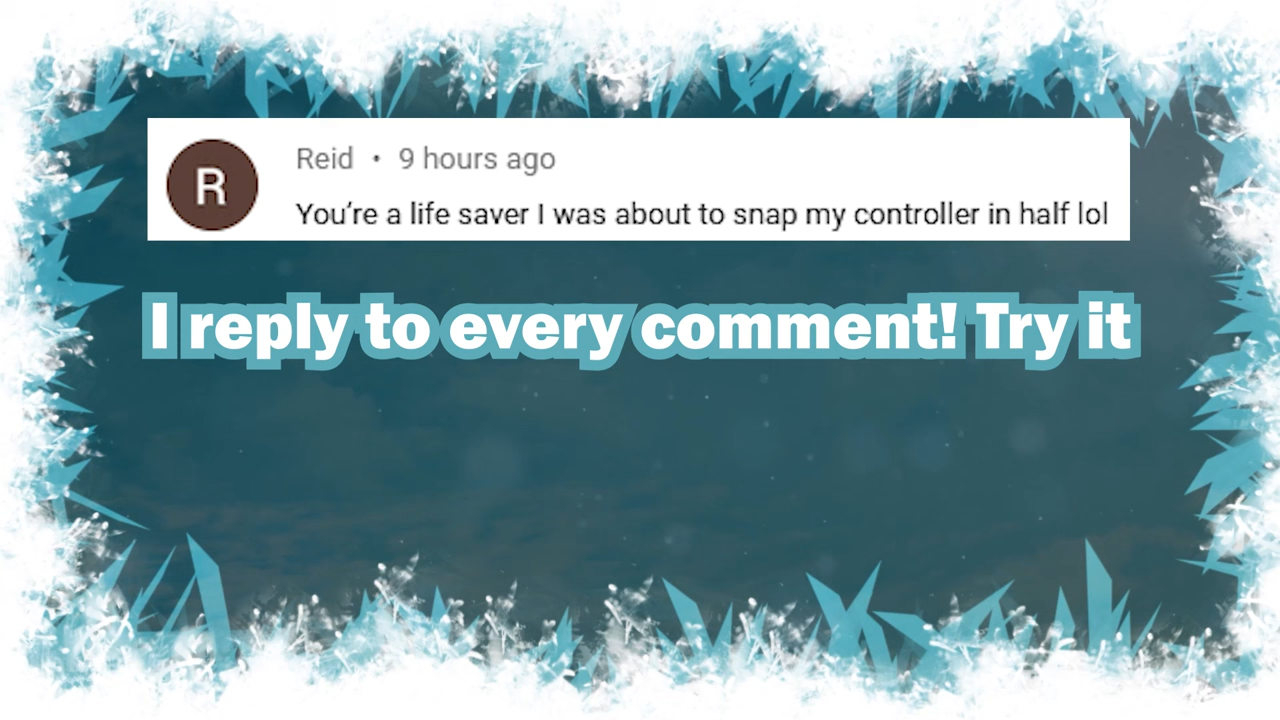 R
Reid • 9 hours ago
You’re a life saver I was about to snap my controller in half lol
I reply to every comment! Try it